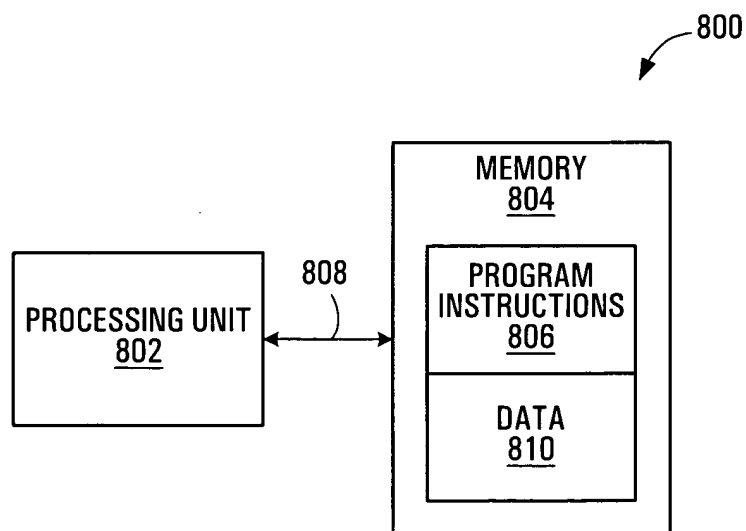 800
MEMORY
804
808
PROCESSING UNIT
802
PROGRAM
INSTRUCTIONS
806
DATA
810